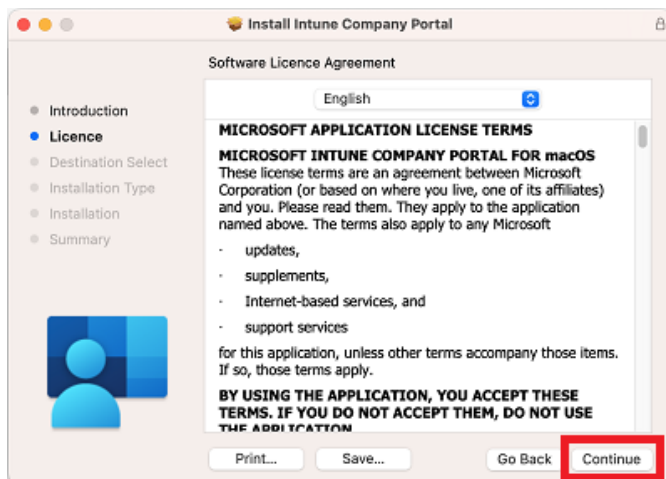 Install Intune Company Portal
Software Licence Agreement
Introduction
Licence
Destination Select
Installation Type
Installation
Summary
English
MICROSOFT APPLICATION LICENSE TERMS
MICROSOFT INTUNE COMPANY PORTAL FOR macOS
These license terms are an agreement between Microsoft
Corporation (or based on where you live, one of its affiliates)
and you. Please read them. They apply to the application
named above. The terms also apply to any Microsoft
· updates,
· supplements,
· Internet-based services, and
· support services
for this application, unless other terms accompany those items.
If so, those terms apply.
BY USING THE APPLICATION, YOU ACCEPT THESE
TERMS. IF YOU DO NOT ACCEPT THEM, DO NOT USE
THE APPLICATION
Print...
Save...
Go Back
Continue